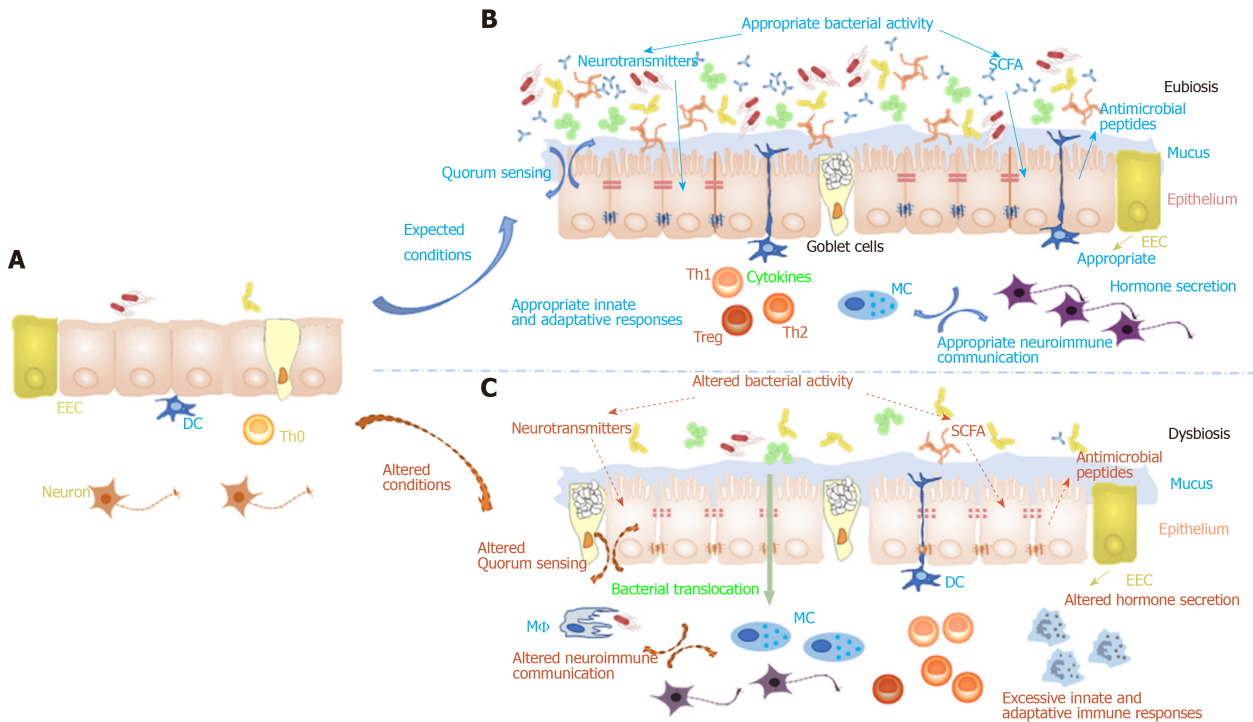 A
EEC
DC
Th0
Neuron
Expected
conditions
Altered
conditions
B
Appropriate bacterial activity
Neurotransmitters
SCFA
Eubiosis
Antimicrobial
peptides
Mucus
Quorum sensing
Epithelium
Goblet cells
EEC
Appropriate
Hormone secretion
Th1
Cytokines
MC
Appropriate innate
and adaptative responses
Treg
Th2
Appropriate neuroimmune
communication
C
Altered bacterial activity
Neurotransmitters
SCFA
Dysbiosis
Antimicrobial
peptides
Mucus
Epithelium
Altered
Quorum sensing
Bacterial translocation
DC
EEC
Altered hormone secretion
MΦ
MC
Altered neuroimmune
communication
Excessive innate and
adaptative immune responses